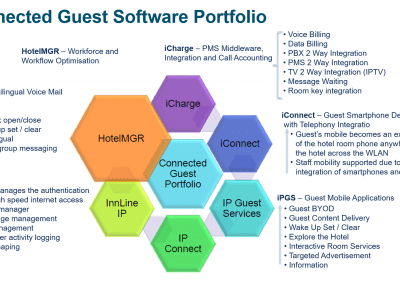 nnected Guest Software Portfolio
HotelMGR – Workforce and
Workflow Optimisation
iCharge – PMS Middleware,
Integration and Call Accounting
• Voice Billing
• Data Billing
• PBX 2 Way Integration
• PMS 2 Way Integration
• TV 2 Way Integration (IPTV)
• Message Waiting
• Room key integration
ilingual Voice Mail
k open/close
up set / clear
gual
group messaging
anages the authentication
gh speed internet access
manager
ge management
nagement
er activity logging
aping
iCharge
HotelMGR
iConnect
Connected
Guest
Portfolio
InnLine
IP
IP Guest
Services
IP
Connect
iConnect – Guest Smartphone De
with Telephony Integratio
• Guest's mobile becomes an ex
of the hotel room phone anywh
the hotel across the WLAN
• Staff mobility supported due to
integration of smartphones an
iPGS – Guest Mobile Applications
• Guest BYOD
• Guest Content Delivery
• Wake Up Set / Clear
• Explore the Hotel
• Interactive Room Services
• Targeted Advertisement
• Information